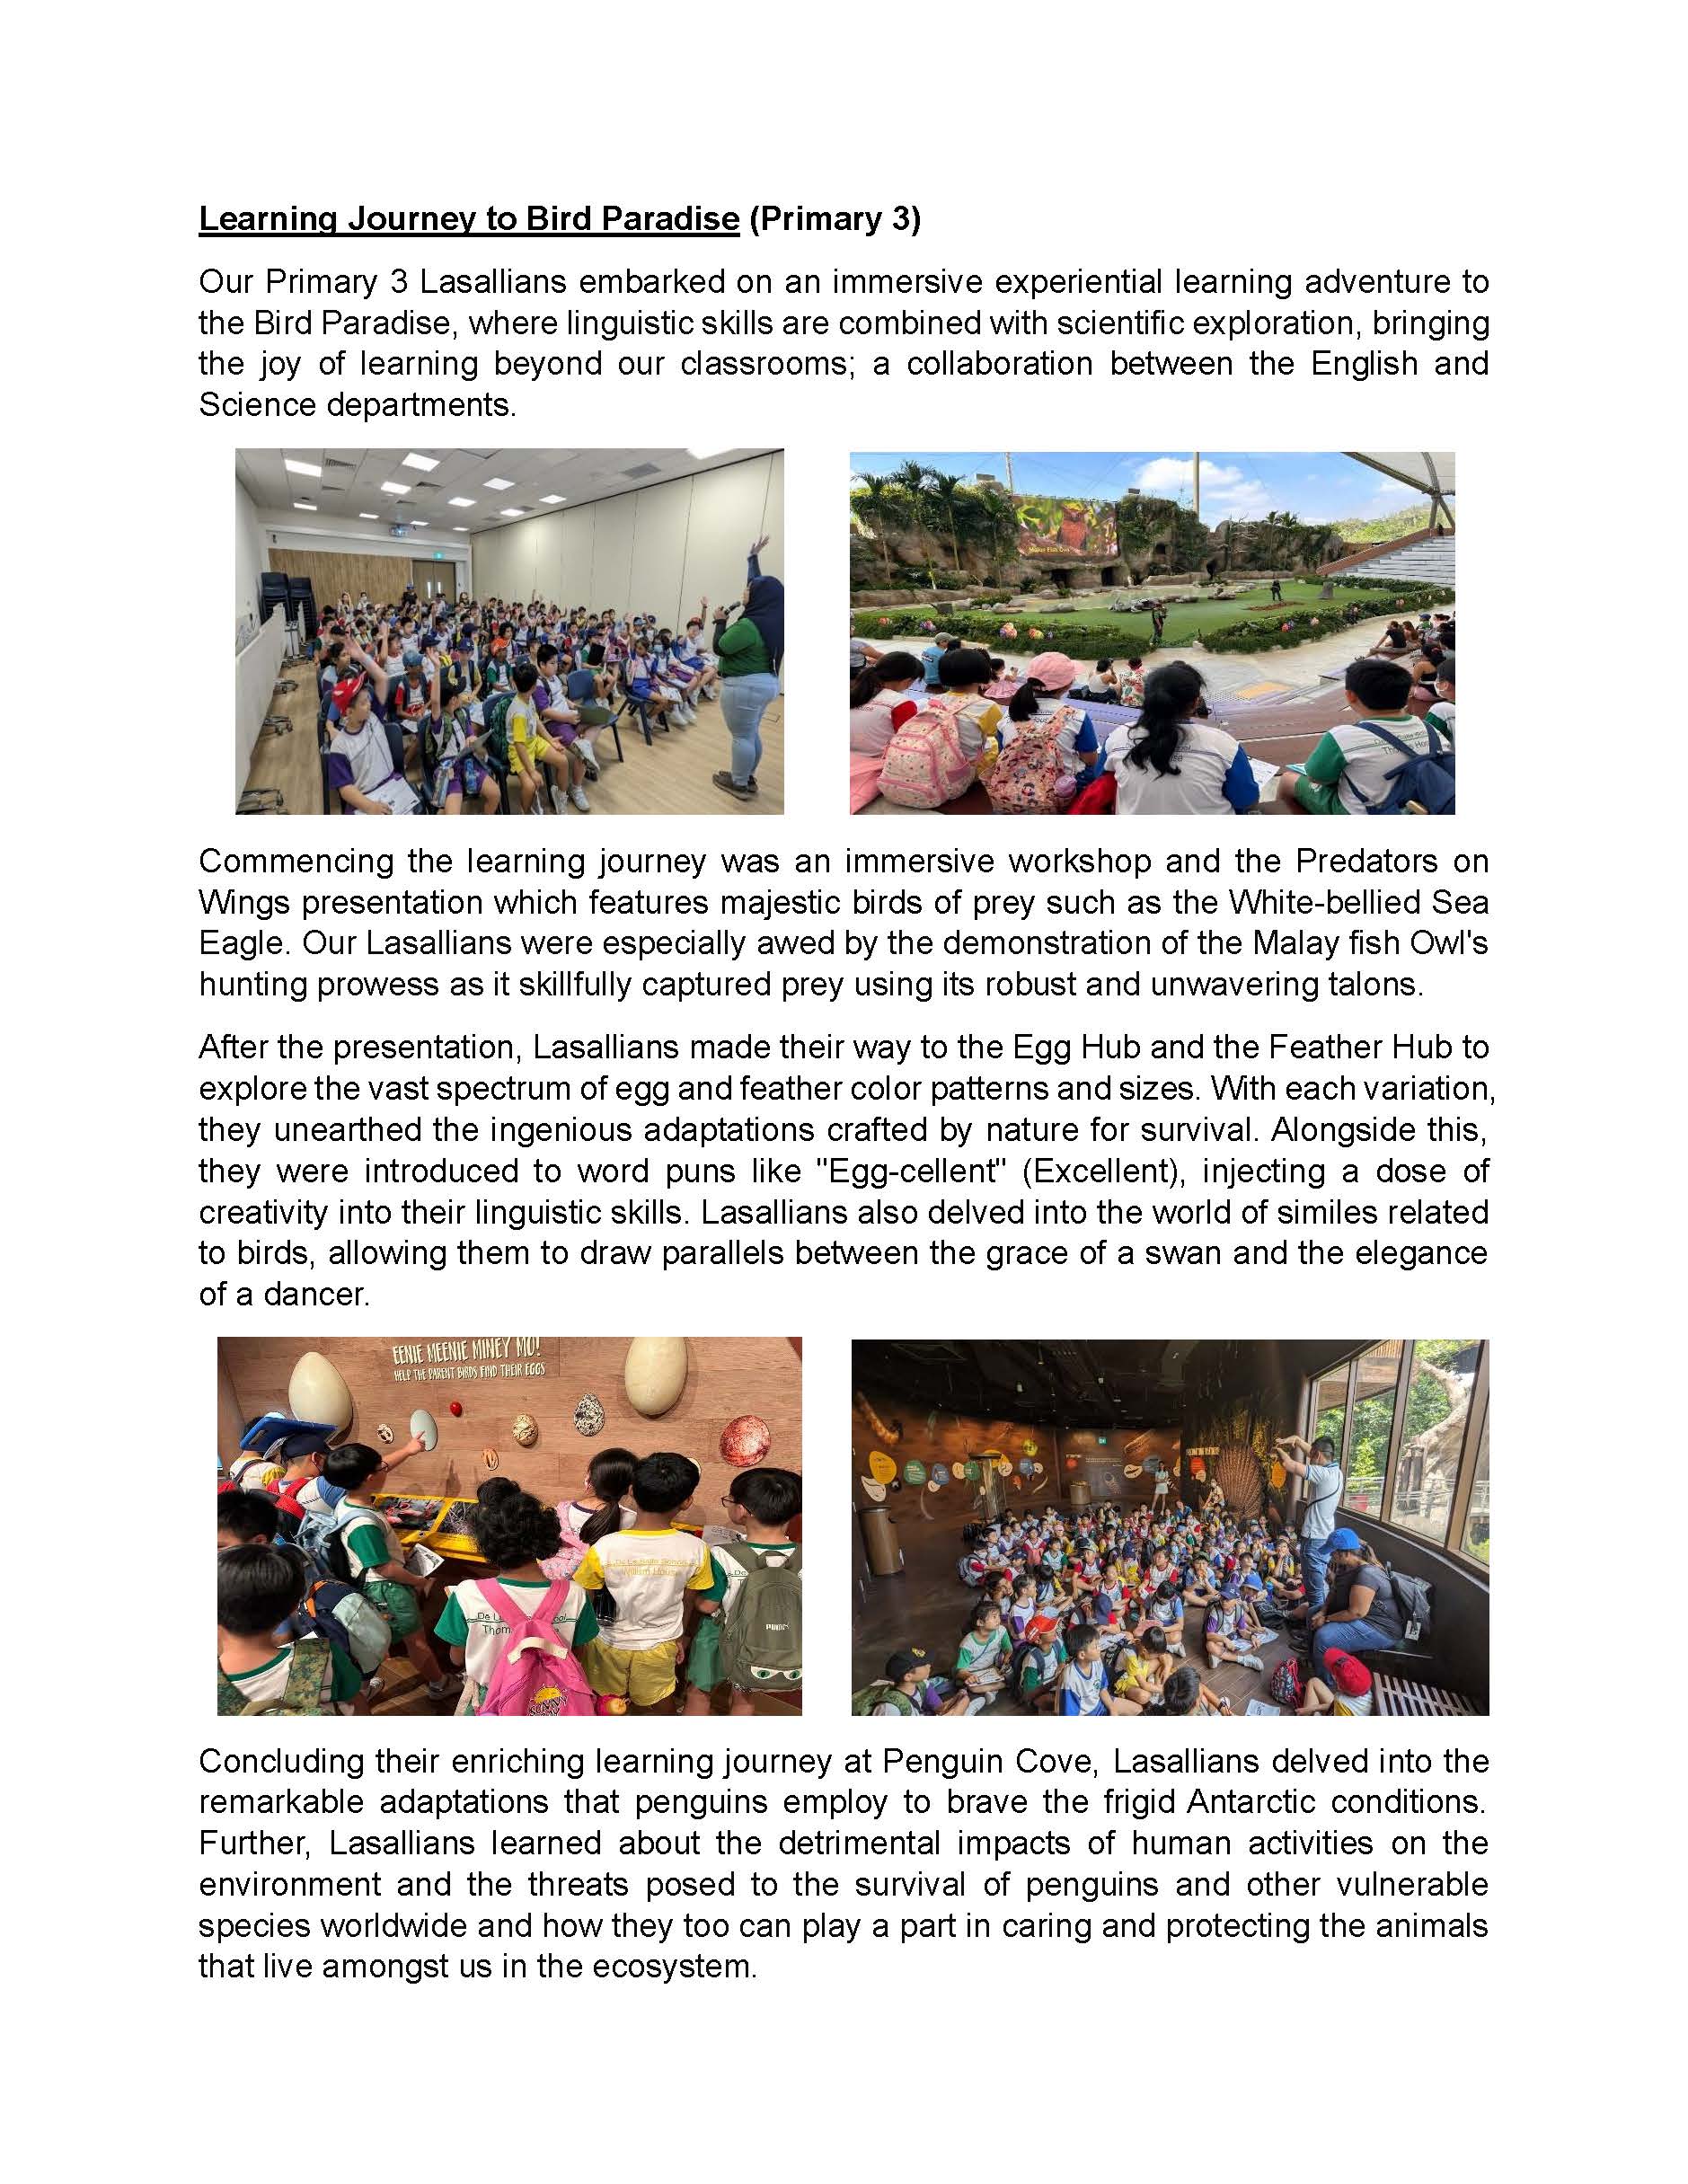 Learning Journey to Bird Paradise (Primary 3)
Our Primary 3 Lasallians embarked on an immersive experiential learning adventure to
the Bird Paradise, where linguistic skills are combined with scientific exploration, bringing
the joy of learning beyond our classrooms; a collaboration between the English and
Science departments.
Malay Fish Owl
Commencing the learning journey was an immersive workshop and the Predators on
Wings presentation which features majestic birds of prey such as the White-bellied Sea
Eagle. Our Lasallians were especially awed by the demonstration of the Malay fish Owl's
hunting prowess as it skillfully captured prey using its robust and unwavering talons.
After the presentation, Lasallians made their way to the Egg Hub and the Feather Hub to
explore the vast spectrum of egg and feather color patterns and sizes. With each variation,
they unearthed the ingenious adaptations crafted by nature for survival. Alongside this,
they were introduced to word puns like "Egg-cellent" (Excellent), injecting a dose of
creativity into their linguistic skills. Lasallians also delved into the world of similes related
to birds, allowing them to draw parallels between the grace of a swan and the elegance
of a dancer.
EENIE MEENIE MINEY MO!
HELP THE PARENT BIRDS FIND THEIR EGGS
De La Salle School
William House
De La
Thom
Concluding their enriching learning journey at Penguin Cove, Lasallians delved into the
remarkable adaptations that penguins employ to brave the frigid Antarctic conditions.
Further, Lasallians learned about the detrimental impacts of human activities on the
environment and the threats posed to the survival of penguins and other vulnerable
species worldwide and how they too can play a part in caring and protecting the animals
that live amongst us in the ecosystem.